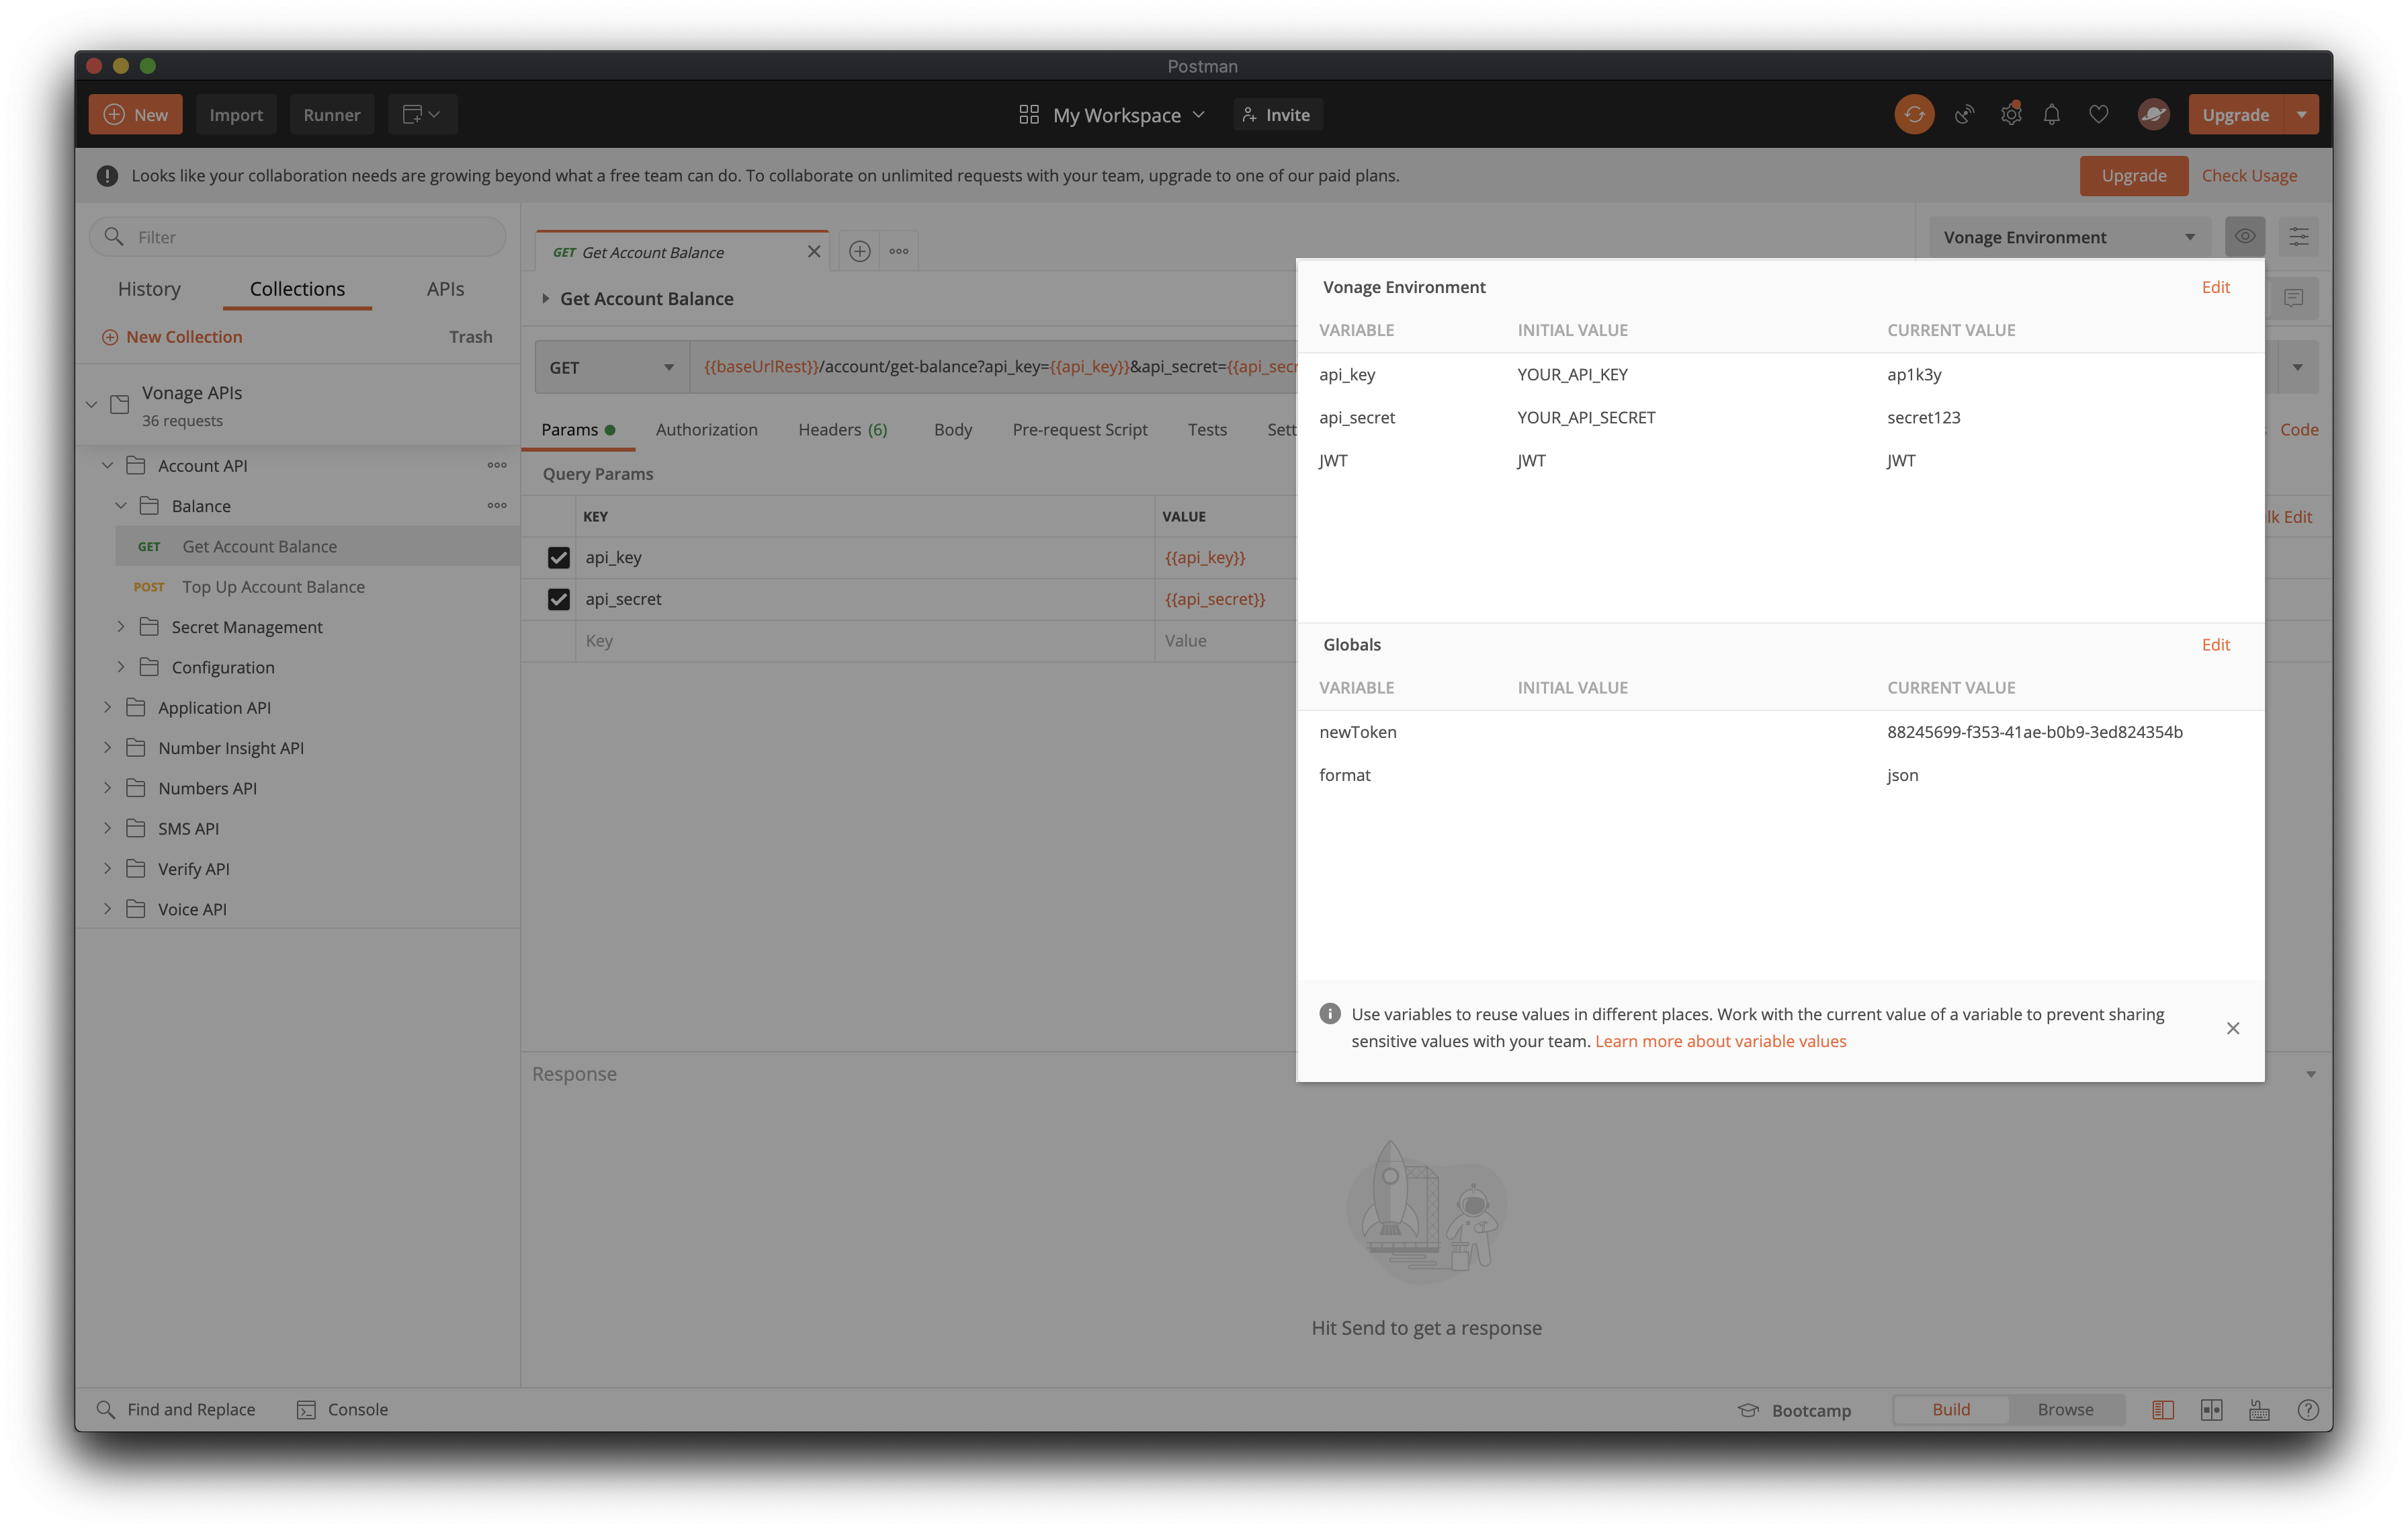 Postman
New Import Runner My Workspace Invite Upgrade
Looks like your collaboration needs are growing beyond what a free team can do. To collaborate on unlimited requests with your team, upgrade to one of our paid plans. Upgrade Check Usage
Filter
History Collections APIs
New Collection Trash
Vonage APIs
36 requests
Account API
Balance
GET Get Account Balance
POST Top Up Account Balance
Secret Management
Configuration
Application API
Number Insight API
Numbers API
SMS API
Verify API
Voice API
GET Get Account Balance
Vonage Environment
Get Account Balance
GET {{baseUrlRest}}/account/get-balance?api_key={{api_key}}&api_secret={{api_secr
Params Authorization Headers (6) Body Pre-request Script Tests Sett
Code
Query Params
KEY VALUE
lk Edit
api_key {{api_key}}
api_secret {{api_secret}}
Key Value
Vonage Environment Edit
VARIABLE INITIAL VALUE CURRENT VALUE
api_key YOUR_API_KEY ap1k3y
api_secret YOUR_API_SECRET secret123
JWT JWT JWT
Globals Edit
VARIABLE INITIAL VALUE CURRENT VALUE
newToken 88245699-f353-41ae-b0b9-3ed824354b
format json
Use variables to reuse values in different places. Work with the current value of a variable to prevent sharing
sensitive values with your team. Learn more about variable values
Response
Hit Send to get a response
Find and Replace Console Bootcamp Build Browse